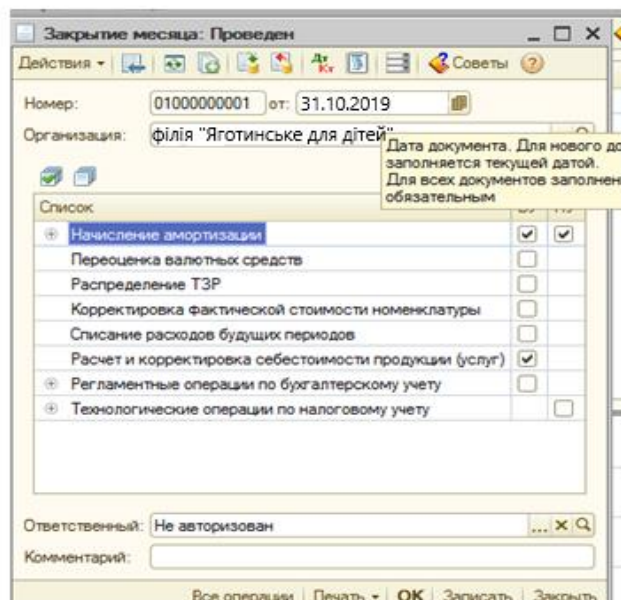 Закрытие месяца: Проведен
Действия
Дт Кт
Советы
Номер: 01000000001 от: 31.10.2019
Организация: філія "Яготинське для дітей"
Дата документа. Для нового до
заполняется текущей датой.
Для всех документов заполнен
обязательным
Список
Начисление амортизации
Переоценка валютных средств
Распределение ТЗР
Корректировка фактической стоимости номенклатуры
Списание расходов будущих периодов
Расчет и корректировка себестоимости продукции (услуг)
Регламентные операции по бухгалтерскому учету
Технологические операции по налоговому учету
Ответственный: Не авторизован ...
Комментарий:
Все операции Печать OK Записать Закрыть